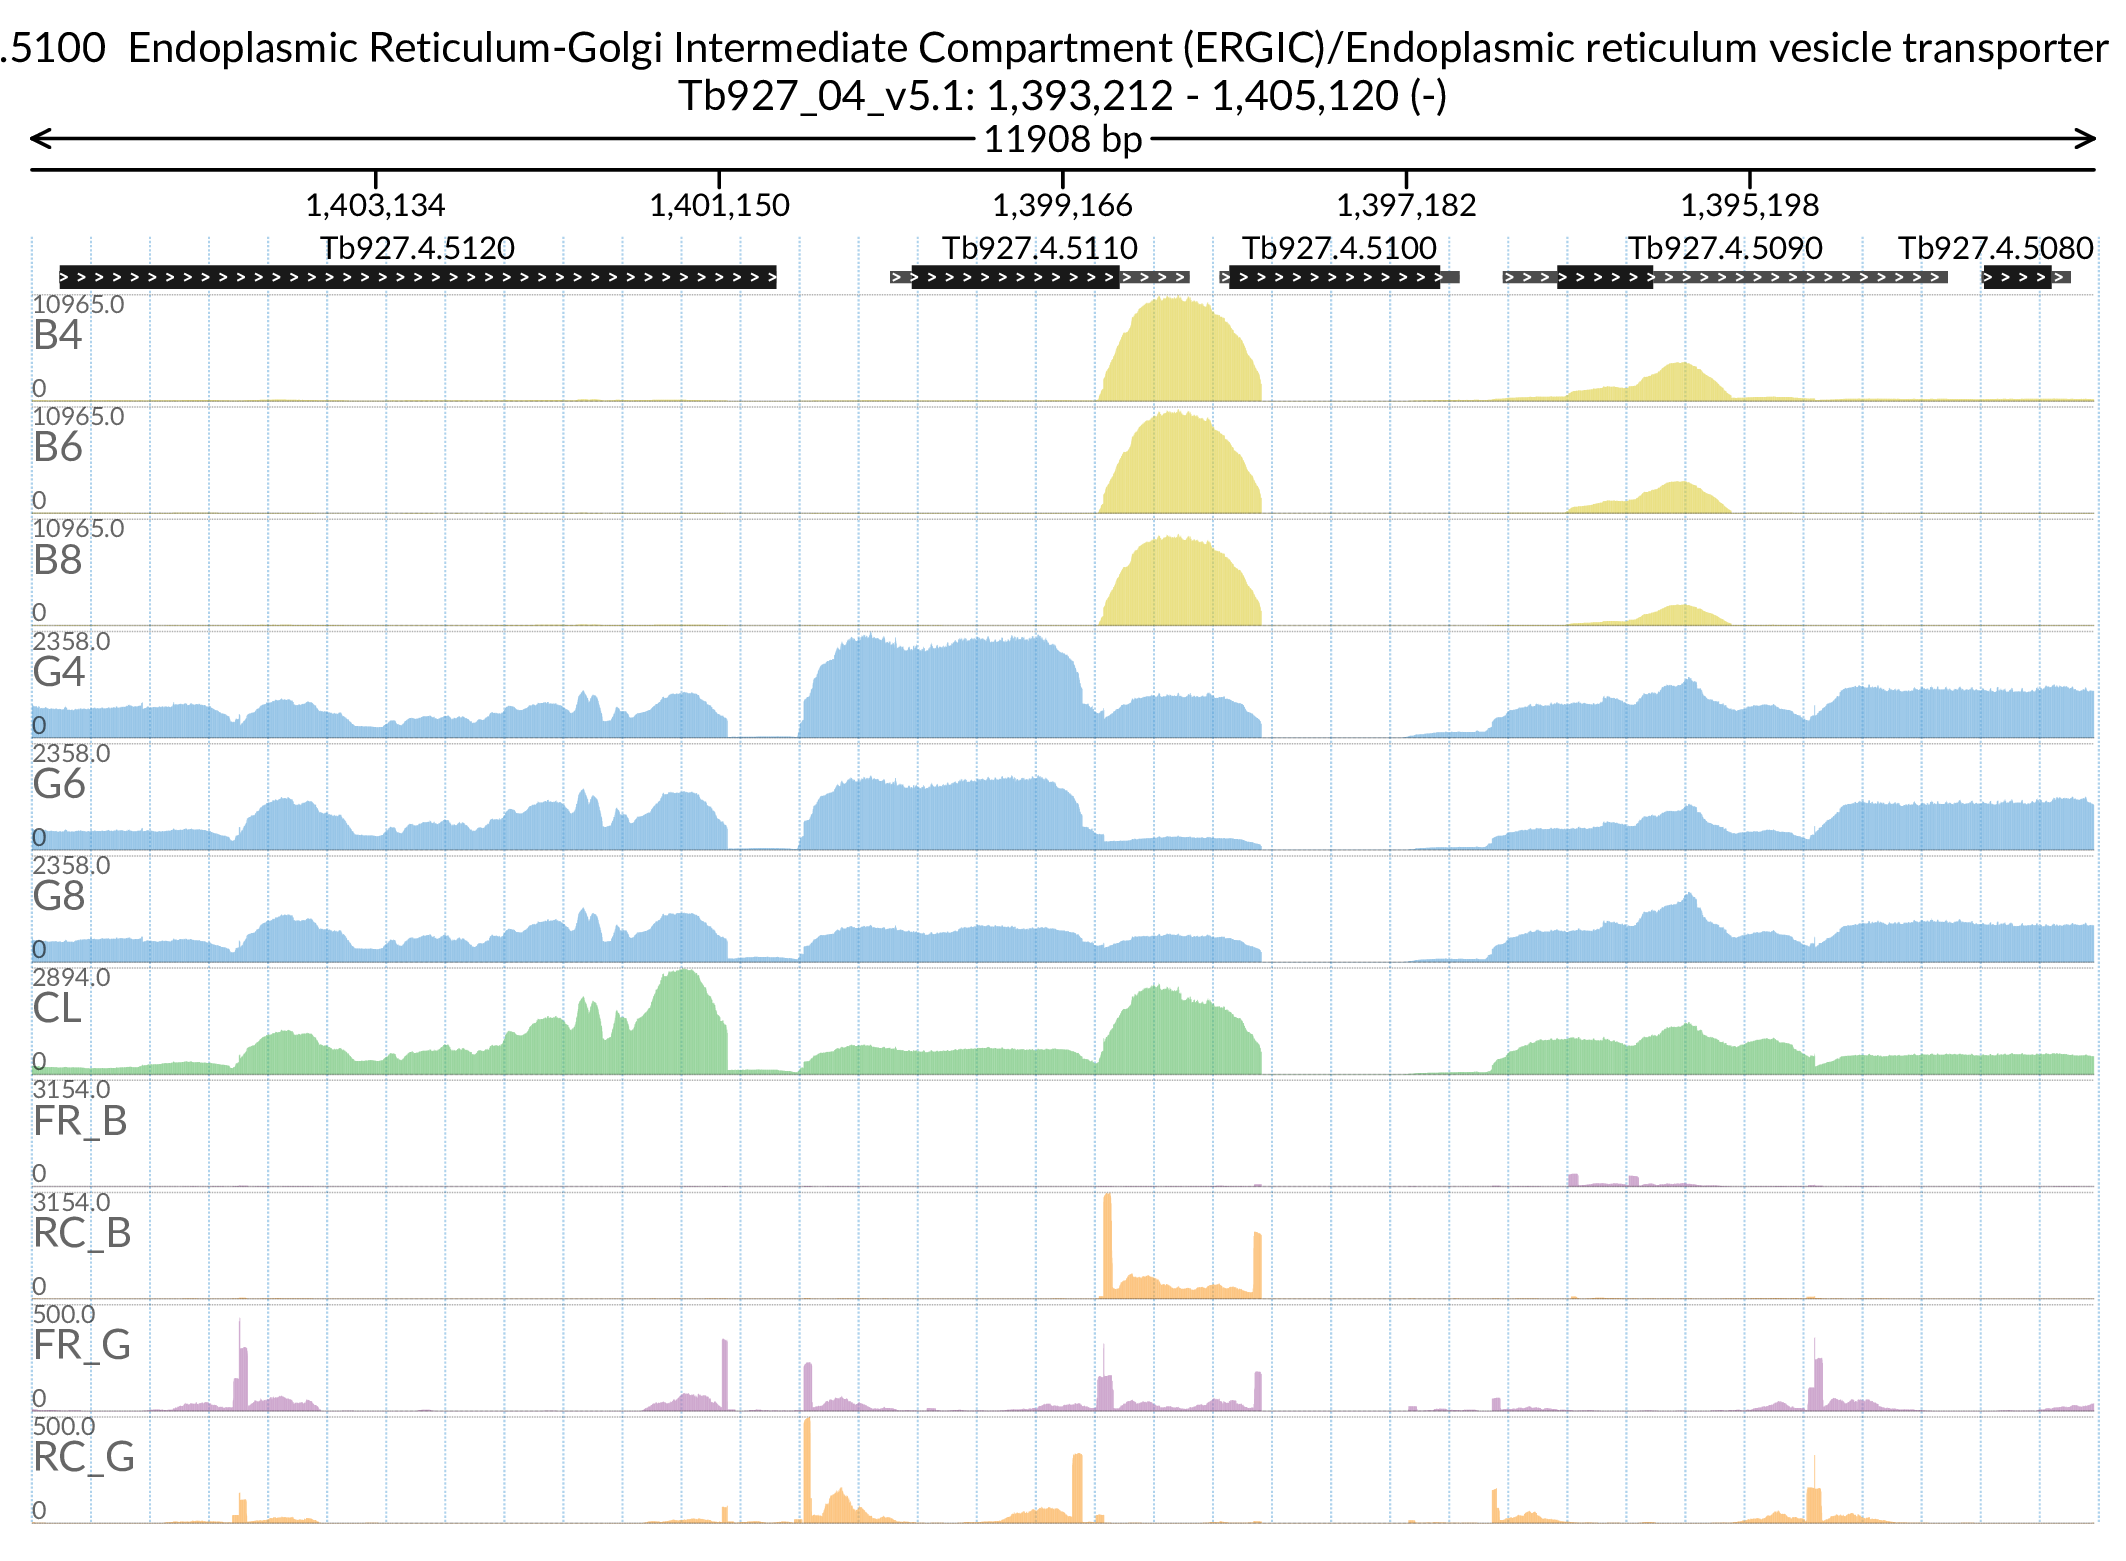 .5100 Endoplasmic Reticulum-Golgi Intermediate Compartment (ERGIC)/Endoplasmic reticulum vesicle transporter
Tb927_04_v5.1: 1,393,212 - 1,405,120 (-)
11908 bp
1,403,134 1,401,150 1,399,166 1,397,182 1,395,198
Tb927.4.5120 Tb927.4.5110 Tb927.4.5100 Tb927.4.5090 Tb927.4.5080
10965.0
B4
0
10965.0
B6
0
10965.0
B8
0
2358.0
G4
0
2358.0
G6
0
2358.0
G8
0
2894.0
CL
0
3154.0
FR_B
0
3154.0
RC_B
0
500.0
FR_G
0
500.0
RC_G
0